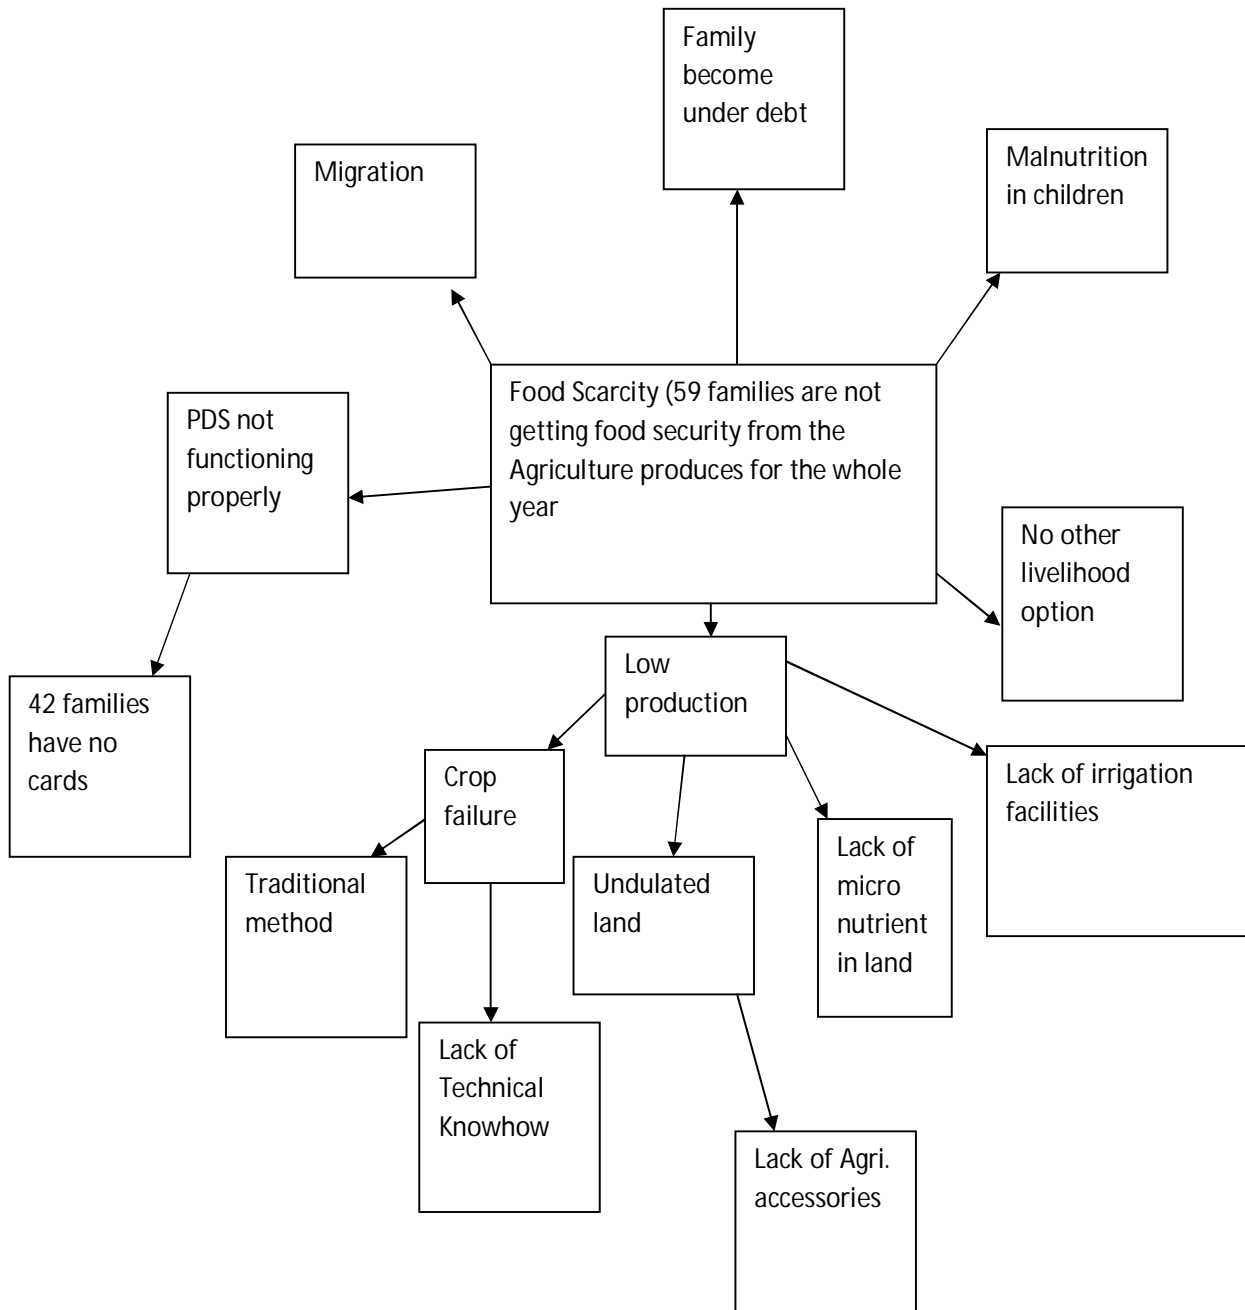 Family
become
under debt
Migration
Malnutrition
in children
Food Scarcity (59 families are not
getting food security from the
Agriculture produces for the whole
year
PDS not
functioning
properly
No other
livelihood
option
Low
production
42 families
have no
cards
Crop
failure
Lack of irrigation
facilities
Lack of
micro
nutrient
in land
Traditional
method
Undulated
land
Lack of
Technical
Knowhow
Lack of Agri.
accessories